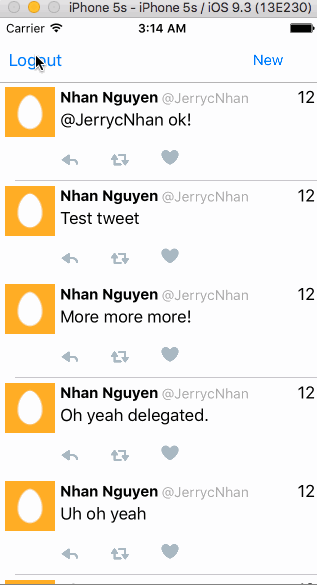 iPhone 5s - iPhone 5s / iOS 9.3 (13E230)
Carrier 3:14 AM
Logout New
Nhan Nguyen @JerrycNhan 12
@JerrycNhan ok!
Nhan Nguyen @JerrycNhan 12
Test tweet
Nhan Nguyen @JerrycNhan 12
More more more!
Nhan Nguyen @JerrycNhan 12
Oh yeah delegated.
Nhan Nguyen @JerrycNhan 12
Uh oh yeah